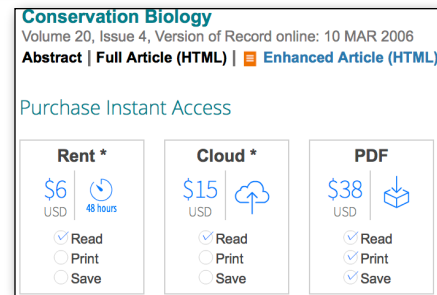 Conservation Biology
Volume 20, Issue 4, Version of Record online: 10 MAR 2006
Abstract | Full Article (HTML) | Enhanced Article (HTML)
Purchase Instant Access
Rent *
$6
USD
48 hours
Read
Print
Save
Cloud *
$15
USD
Read
Print
Save
PDF
$38
USD
Read
Print
Save